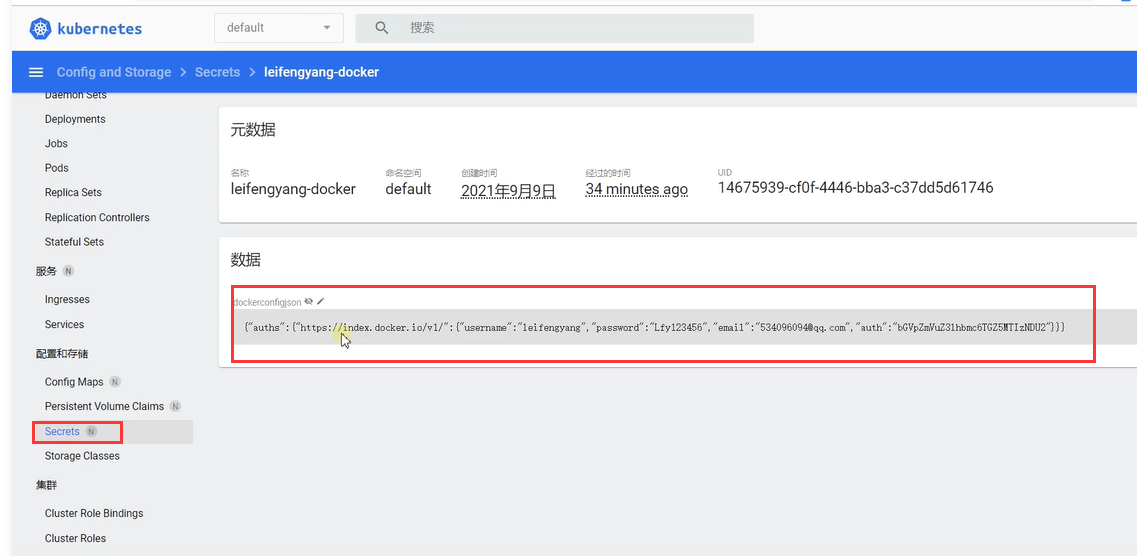 kubernetes
default
搜索
Config and Storage > Secrets > leifengyang-docker
Daemon Sets
Deployments
Jobs
Pods
Replica Sets
Replication Controllers
Stateful Sets
服务 N
Ingresses
Services
配置和存储
Config Maps N
Persistent Volume Claims N
Secrets N
Storage Classes
集群
Cluster Role Bindings
Cluster Roles
元数据
名称
leifengyang-docker
命名空间
default
创建时间
2021年9月9日
经过的时间
34 minutes ago
UID
14675939-cf0f-4446-bba3-c37dd5d61746
数据
dockerconfigjson
{"auths":{"https://index.docker.io/v1/":{"username":"leifengyang","password":"Lfy123456","email":"534096094@qq.com","auth":"bGVpZmVuZ3lhbmc6TGZ5MTIzNDU2"}}}